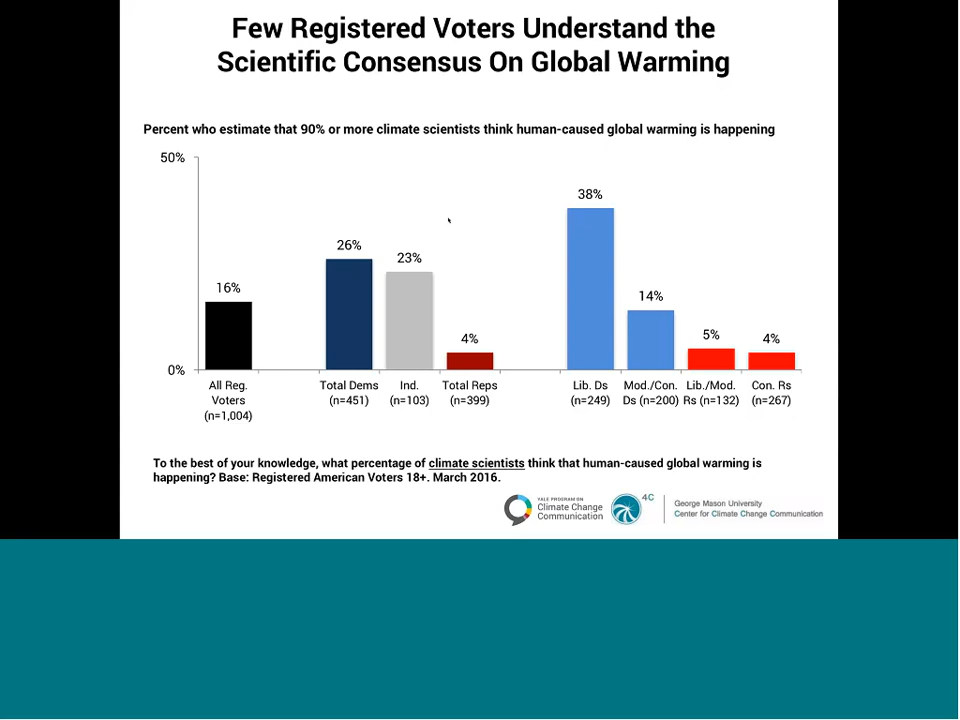 Few Registered Voters Understand the
Scientific Consensus On Global Warming
Percent who estimate that 90% or more climate scientists think human-caused global warming is happening
50%
38%
26%
23%
16%
14%
4%
5%
4%
0%
All Reg. Voters (n=1,004)
Total Dems (n=451)
Ind. (n=103)
Total Reps (n=399)
Lib. Ds (n=249)
Mod./Con. Ds (n=200)
Lib./Mod. Rs (n=132)
Con. Rs (n=267)
To the best of your knowledge, what percentage of climate scientists think that human-caused global warming is
happening? Base: Registered American Voters 18+. March 2016.
YALE PROGRAM ON
Climate Change
Communication
4C
George Mason University
Center for Climate Change Communication